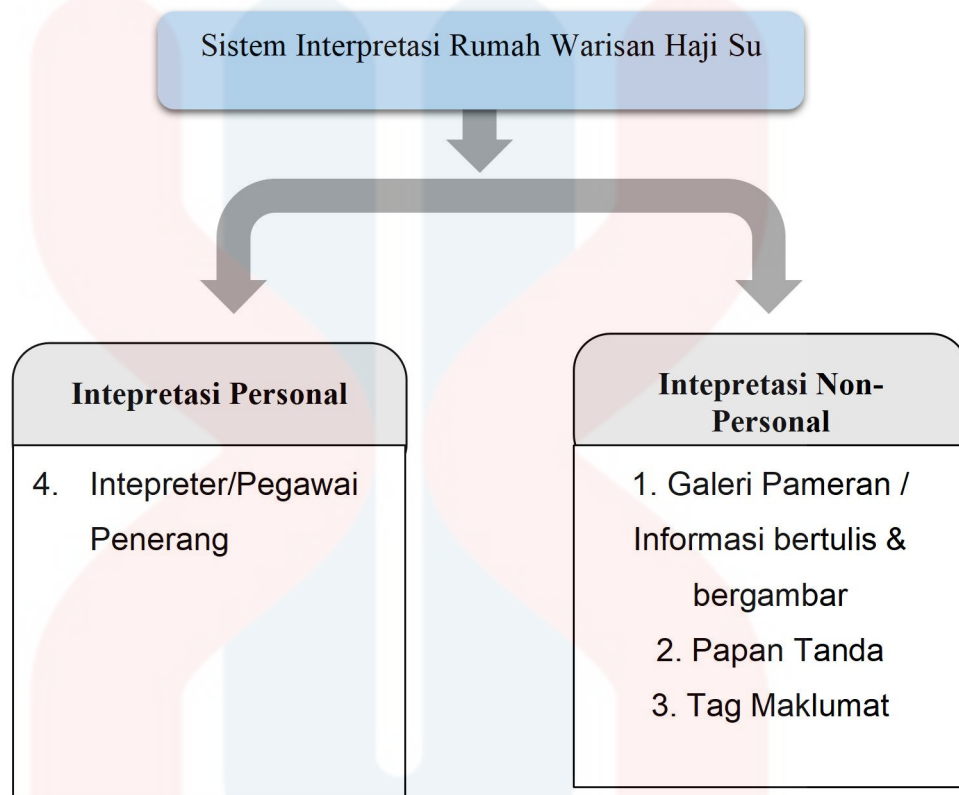 Sistem Interpretasi Rumah Warisan Haji Su
Intepretasi Personal
4. Intepreter/Pegawai
Penerang
Intepretasi Non-
Personal
1. Galeri Pameran /
Informasi bertulis &
bergambar
2. Papan Tanda
3. Tag Maklumat